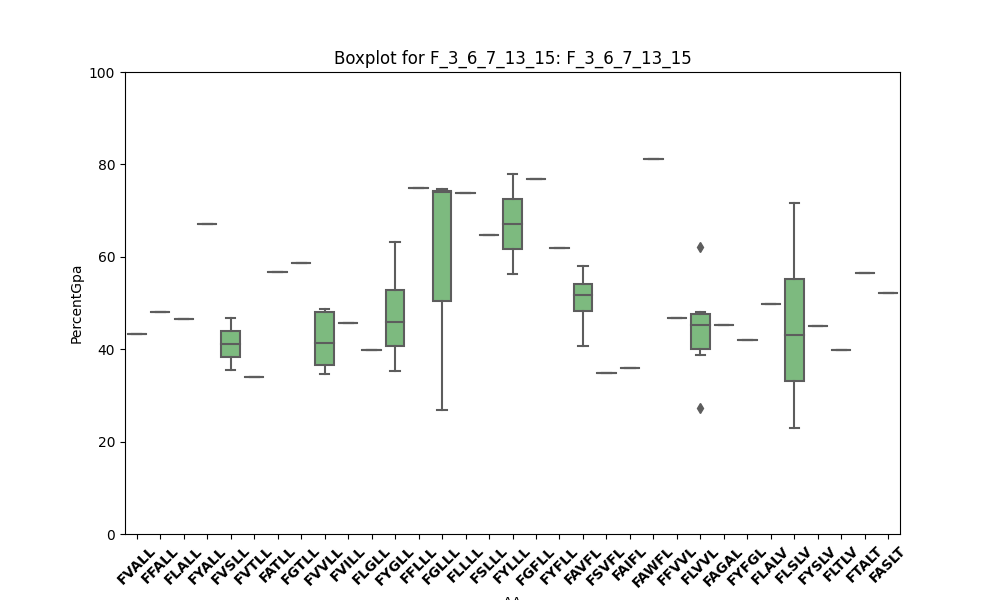 Boxplot for F_3_6_7_13_15: F_3_6_7_13_15
PercentGpa
100
80
60
40
20
0
FVALL
FFALL
FLALL
FYALL
FVSLL
FVTLL
FATLL
FGTLL
FVVLL
FVILL
FLGLL
FYGLL
FFLLL
FGLLL
FLLLL
FSLLL
FYLLL
FGFLL
FYFLL
FAVFL
FSVFL
FAIFL
FAWFL
FFVVL
FLVVL
FAGAL
FYFGL
FLALV
FLSLV
FYSLV
FLTLV
FTALT
FASLT